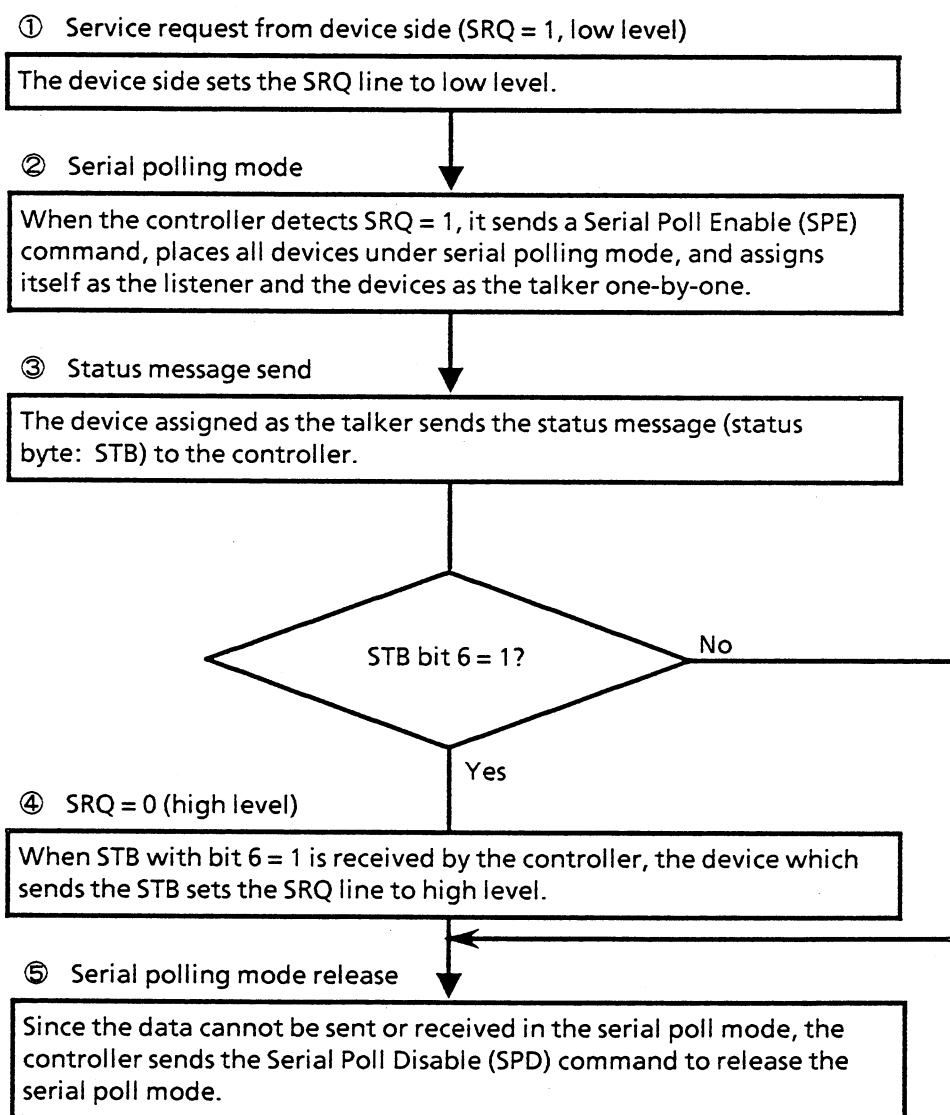 ① Service request from device side (SRQ = 1, low level)
The device side sets the SRQ line to low level.
② Serial polling mode
When the controller detects SRQ = 1, it sends a Serial Poll Enable (SPE)
command, places all devices under serial polling mode, and assigns
itself as the listener and the devices as the talker one-by-one.
③ Status message send
The device assigned as the talker sends the status message (status
byte: STB) to the controller.
STB bit 6 = 1?
No
Yes
④ SRQ = 0 (high level)
When STB with bit 6 = 1 is received by the controller, the device which
sends the STB sets the SRQ line to high level.
⑤ Serial polling mode release
Since the data cannot be sent or received in the serial poll mode, the
controller sends the Serial Poll Disable (SPD) command to release the
serial poll mode.